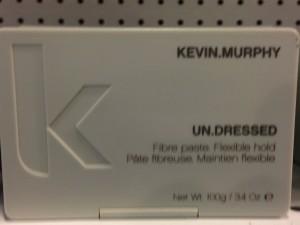 KEVIN.MURPHY
UN.DRESSED
Fibre paste. Flexible hold
Pâte fibreuse. Maintien flexible
Net Wt. 100g / 3.4 Oz ℮